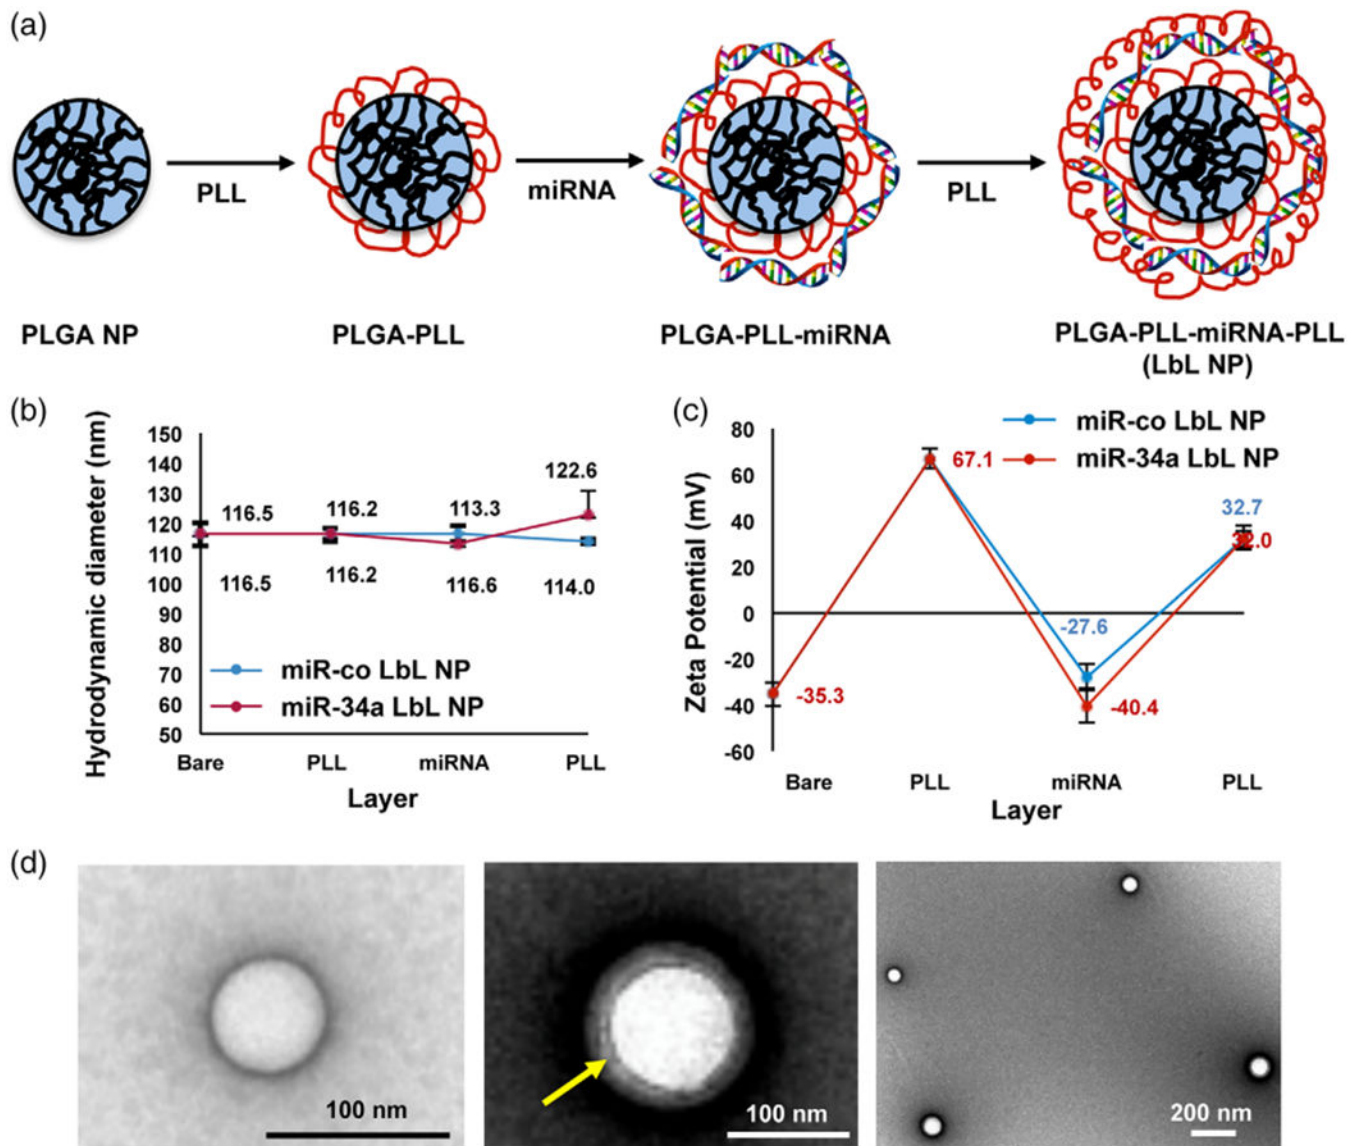 (a)
PLL
miRNA
PLL
PLGA NP
PLGA-PLL
PLGA-PLL-miRNA
PLGA-PLL-miRNA-PLL
(LbL NP)
(b)
Hydrodynamic diameter (nm)
150
140
130
120
110
100
90
80
70
60
50
116.5
116.2
113.3
122.6
116.5
116.2
116.6
114.0
miR-co LbL NP
miR-34a LbL NP
Bare
PLL
miRNA
PLL
Layer
(c)
miR-co LbL NP
miR-34a LbL NP
Zeta Potential (mV)
80
60
40
20
0
-20
-40
-60
67.1
32.7
32.0
-27.6
-35.3
-40.4
Bare
PLL
miRNA
PLL
Layer
(d)
100 nm
100 nm
200 nm